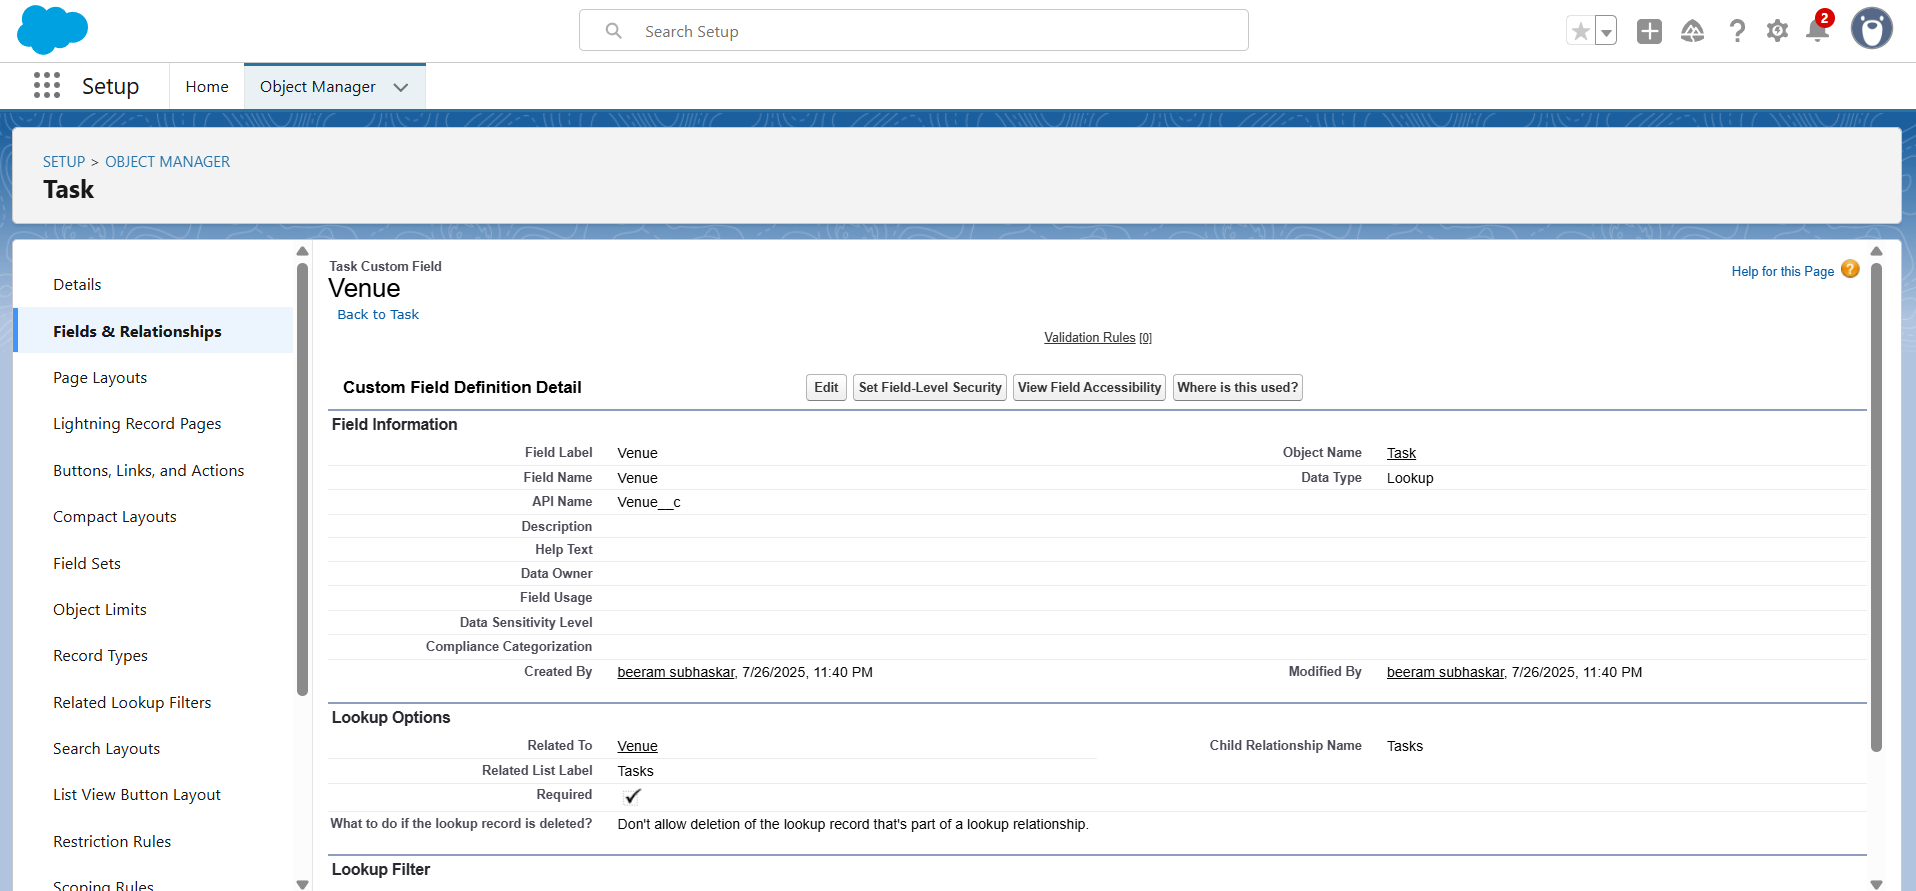 Search Setup
2
Setup
Home
Object Manager
SETUP > OBJECT MANAGER
Task
Details
Fields & Relationships
Page Layouts
Lightning Record Pages
Buttons, Links, and Actions
Compact Layouts
Field Sets
Object Limits
Record Types
Related Lookup Filters
Search Layouts
List View Button Layout
Restriction Rules
Scoping Rules
Task Custom Field
Venue
Back to Task
Help for this Page ?
Validation Rules [0]
Custom Field Definition Detail
Edit
Set Field-Level Security
View Field Accessibility
Where is this used?
Field Information
Field Label Venue Object Name Task
Field Name Venue Data Type Lookup
API Name Venue__c
Description
Help Text
Data Owner
Field Usage
Data Sensitivity Level
Compliance Categorization
Created By beeram subhaskar, 7/26/2025, 11:40 PM Modified By beeram subhaskar, 7/26/2025, 11:40 PM
Lookup Options
Related To Venue Child Relationship Name Tasks
Related List Label Tasks
Required
What to do if the lookup record is deleted? Don't allow deletion of the lookup record that's part of a lookup relationship.
Lookup Filter